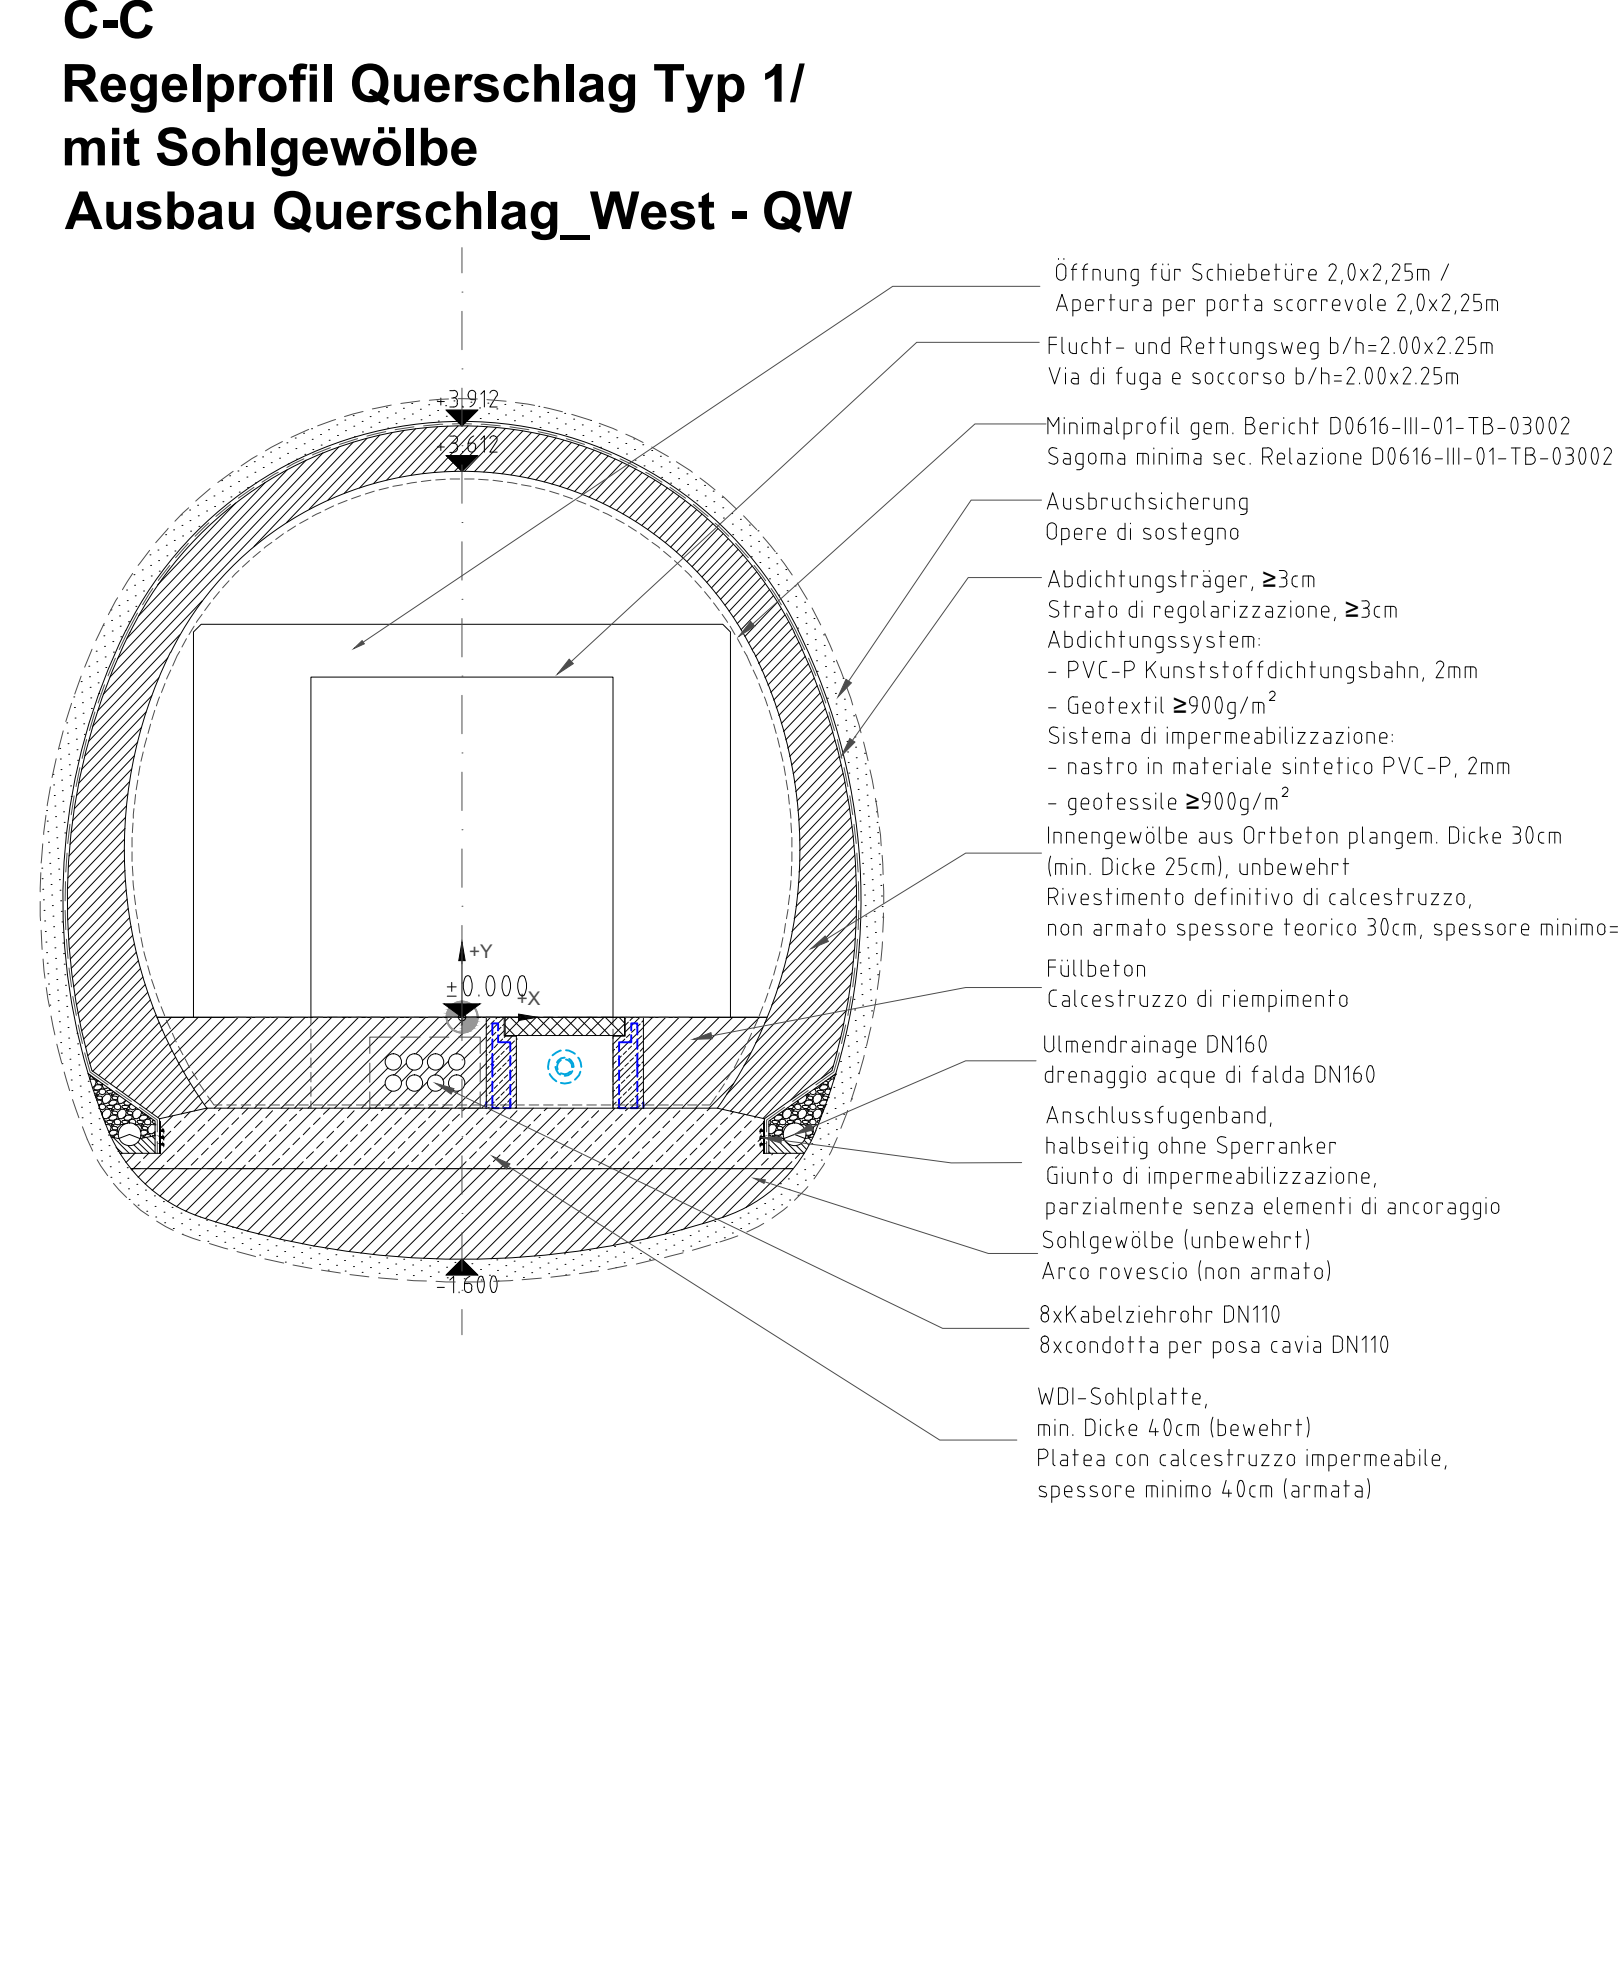 C-C
Regelprofil Querschlag Typ 1/
mit Sohlgewölbe
Ausbau Querschlag_West - QW
Öffnung für Schiebetüre 2,0x2,25m /
Apertura per porta scorrevole 2,0x2,25m
Flucht- und Rettungsweg b/h=2.00x2.25m
Via di fuga e soccorso b/h=2.00x2.25m
+3.912
Minimalprofil gem. Bericht D0616-III-01-TB-03002
Sagoma minima sec. Relazione D0616-III-01-TB-03002
+3.612
Ausbruchsicherung
Opere di sostegno
Abdichtungsträger, ≥3cm
Strato di regolarizzazione, ≥3cm
Abdichtungssystem:
- PVC-P Kunststoffdichtungsbahn, 2mm
- Geotextil ≥900g/m²
Sistema di impermeabilizzazione:
- nastro in materiale sintetico PVC-P, 2mm
- geotessile ≥900g/m²
Innengewölbe aus Ortbeton plangem. Dicke 30cm
(min. Dicke 25cm), unbewehrt
Rivestimento definitivo di calcestruzzo,
non armato spessore teorico 30cm, spessore minimo=
+Y
±0.000
+X
Füllbeton
Calcestruzzo di riempimento
Ulmendrainage DN160
drenaggio acque di falda DN160
Anschlussfugenband,
halbseitig ohne Sperranker
Giunto di impermeabilizzazione,
parzialmente senza elementi di ancoraggio
Sohlgewölbe (unbewehrt)
Arco rovescio (non armato)
-1.600
8xKabelziehrohr DN110
8xcondotta per posa cavia DN110
WDI-Sohlplatte,
min. Dicke 40cm (bewehrt)
Platea con calcestruzzo impermeabile,
spessore minimo 40cm (armata)